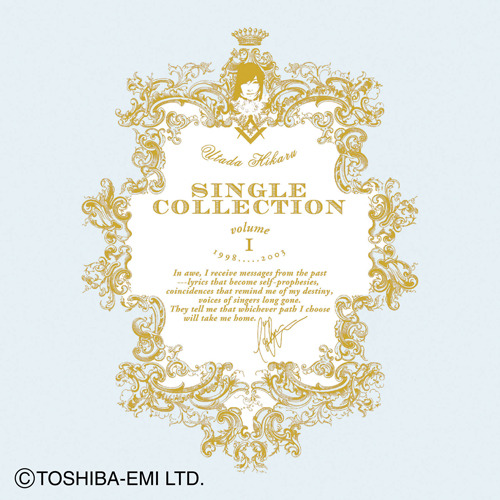 Utada Hikaru
SINGLE
COLLECTION
volume
I
1998.....2003
In awe, I receive messages from the past
---lyrics that become self-prophesies,
coincidences that remind me of my destiny,
voices of singers long gone.
They tell me that whichever path I choose
will take me home.
©TOSHIBA-EMI LTD.